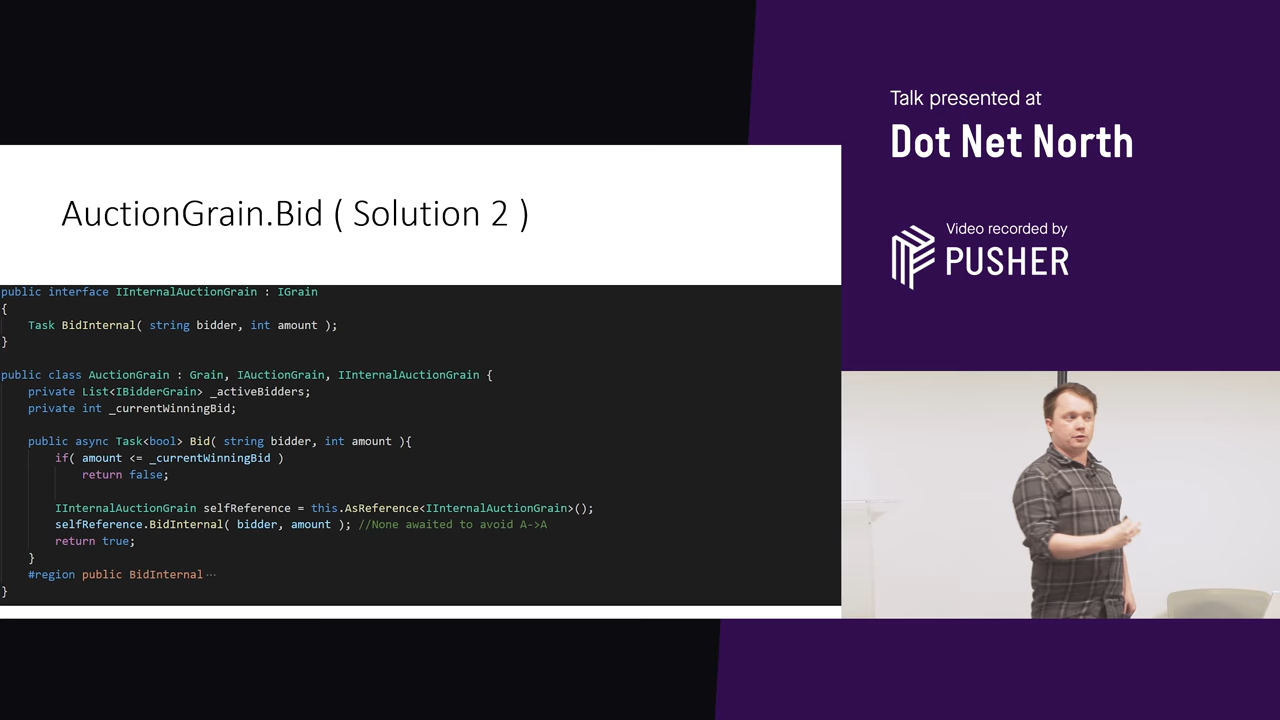 Talk presented at
Dot Net North
Video recorded by
PUSHER
AuctionGrain.Bid ( Solution 2 )
public interface IInternalAuctionGrain : IGrain
{
Task BidInternal( string bidder, int amount );
}
public class AuctionGrain : Grain, IAuctionGrain, IInternalAuctionGrain {
private List<IBidderGrain> _activeBidders;
private int _currentWinningBid;
public async Task<bool> Bid( string bidder, int amount ){
if( amount <= _currentWinningBid )
return false;
IInternalAuctionGrain selfReference = this.AsReference<IInternalAuctionGrain>();
selfReference.BidInternal( bidder, amount ); //None awaited to avoid A->A
return true;
}
#region public BidInternal ...
}